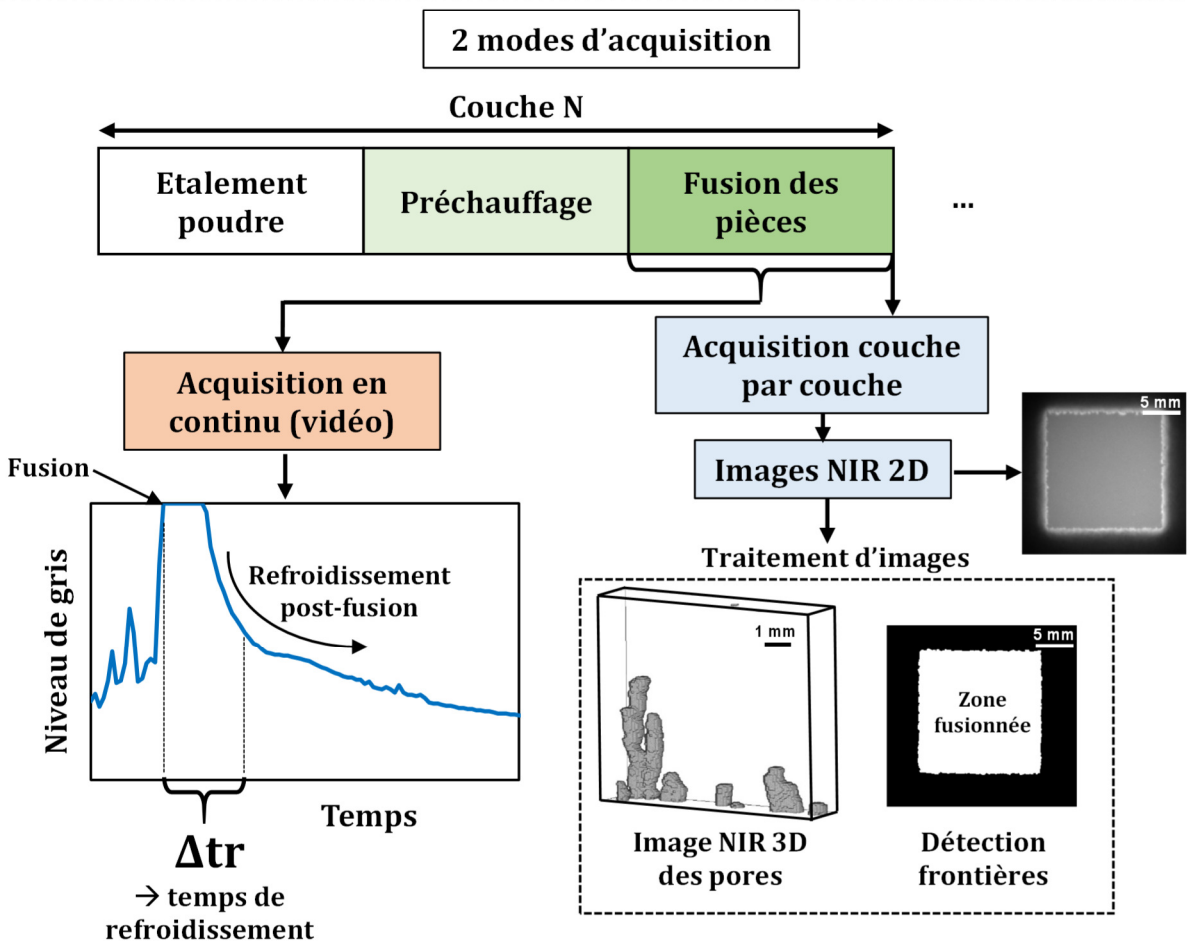 2 modes d’acquisition
Couche N
Etalement
poudre
Préchauffage
Fusion des
pièces
...
Acquisition en
continu (vidéo)
Acquisition couche
par couche
Images NIR 2D
5 mm
Fusion
Niveau de gris
Refroidissement
post-fusion
Temps
Δtr
→ temps de
refroidissement
Traitement d’images
1 mm
5 mm
Zone
fusionnée
Image NIR 3D
des pores
Détection
frontières